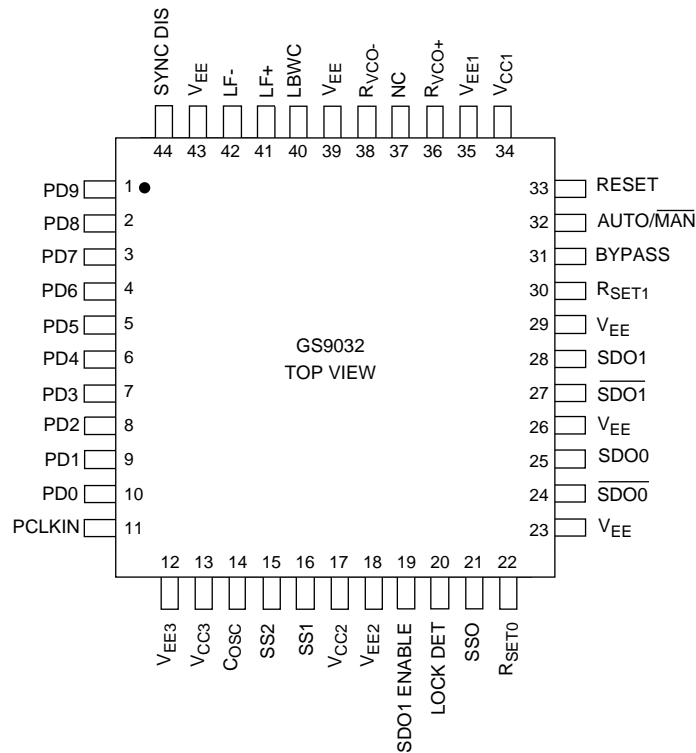 SYNC DIS
VEE
LF-
LF+
LBWC
VEE
RVCO-
NC
RVCO+
VEE1
VCC1
44 43 42 41 40 39 38 37 36 35 34
PD9 1
PD8 2
PD7 3
PD6 4
PD5 5
PD4 6
PD3 7
PD2 8
PD1 9
PD0 10
PCLKIN 11
GS9032
TOP VIEW
33 RESET
32 AUTO/MAN
31 BYPASS
30 RSET1
29 VEE
28 SDO1
27 SDO1
26 VEE
25 SDO0
24 SDO0
23 VEE
12 13 14 15 16 17 18 19 20 21 22
VEE3
VCC3
COSC
SS2
SS1
VCC2
VEE2
SDO1 ENABLE
LOCK DET
SSO
RSET0